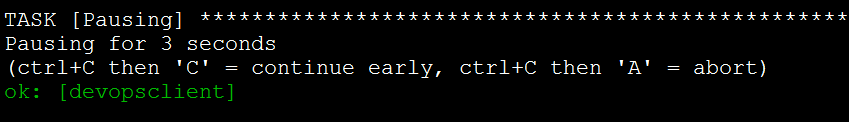 TASK [Pausing] **************************************************
Pausing for 3 seconds
(ctrl+C then 'C' = continue early, ctrl+C then 'A' = abort)
ok: [devopsclient]